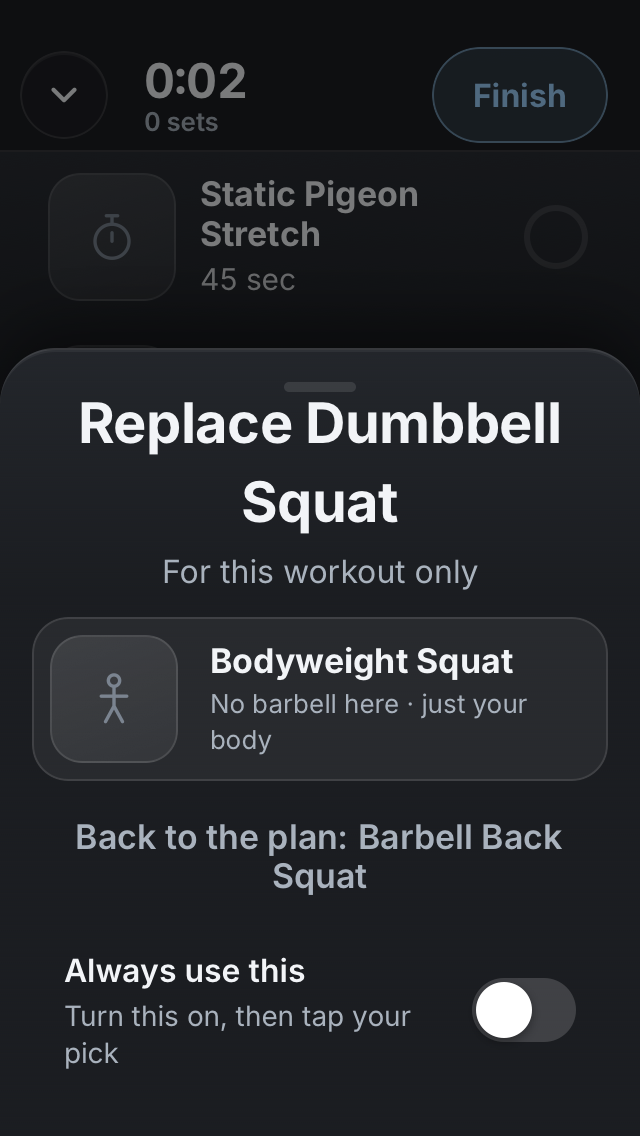 0:02
0 sets
Finish
Static Pigeon
Stretch
45 sec
Replace Dumbbell
Squat
For this workout only
Bodyweight Squat
No barbell here · just your
body
Back to the plan: Barbell Back
Squat
Always use this
Turn this on, then tap your
pick